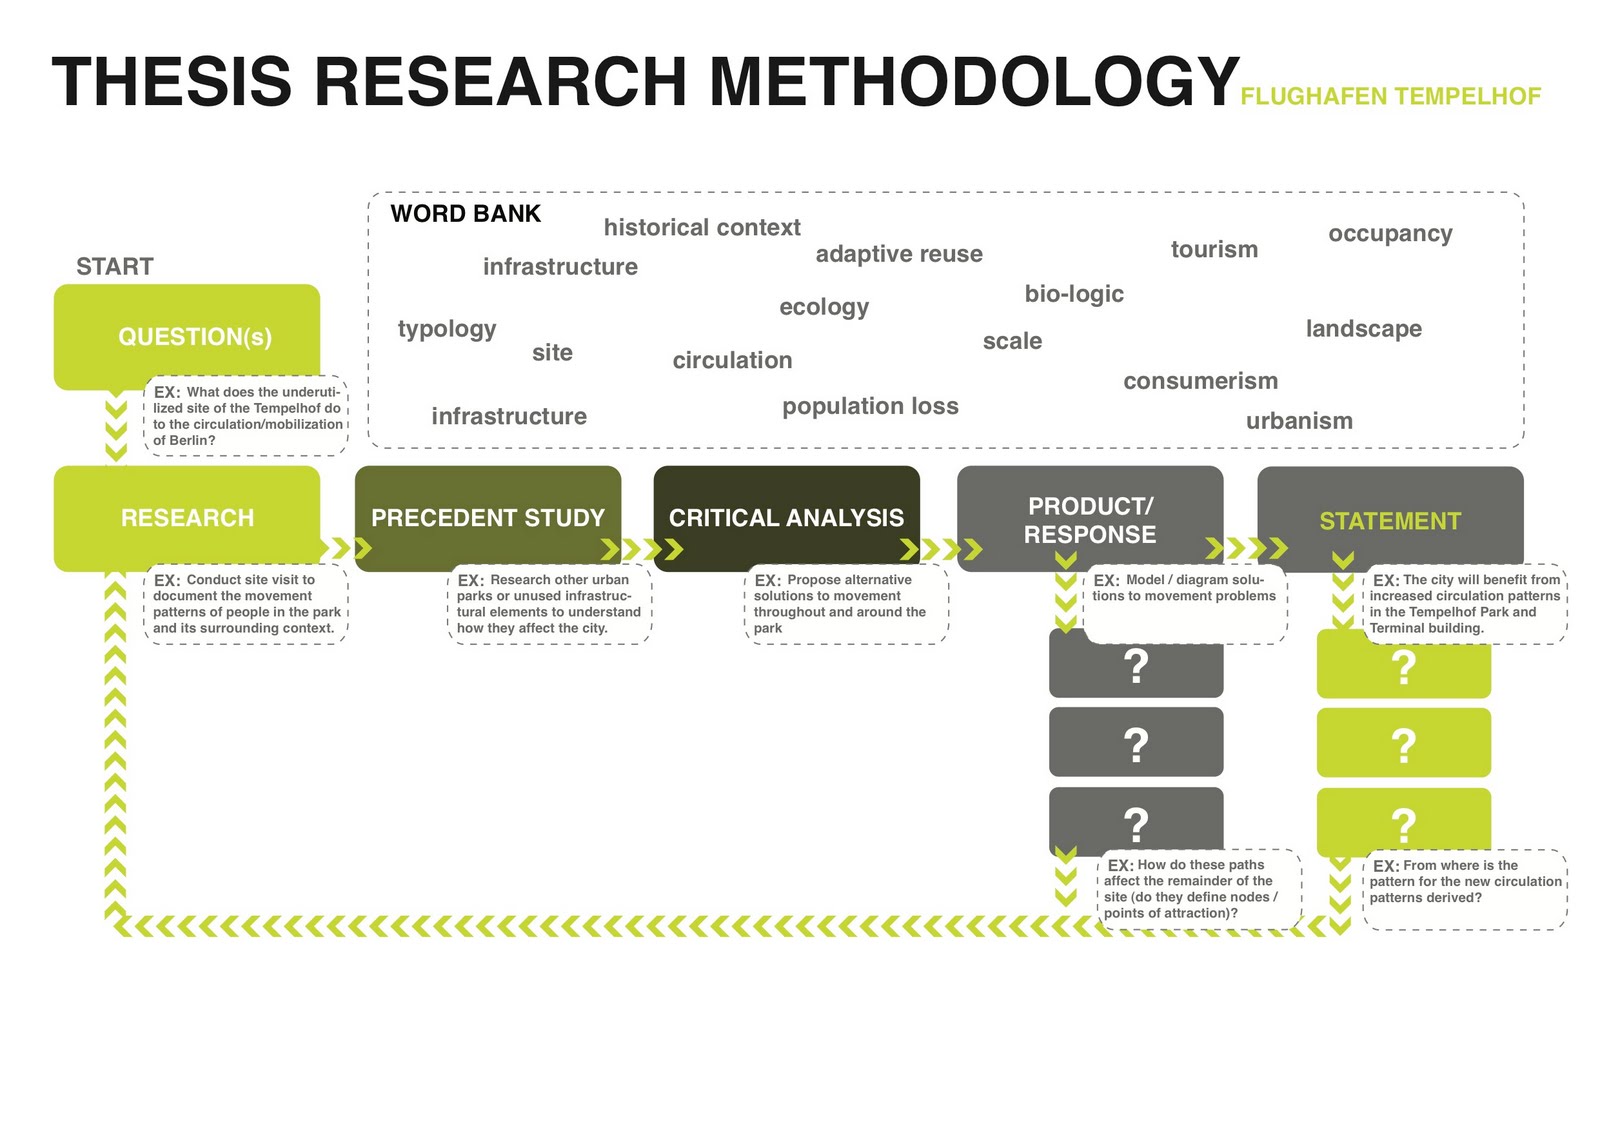 THESIS RESEARCH METHODOLOGY FLUGHAFEN TEMPELHOF
WORD BANK
historical context
occupancy
adaptive reuse
tourism
infrastructure
bio-logic
ecology
typology
landscape
scale
site
circulation
consumerism
population loss
infrastructure
urbanism
START
QUESTION(s)
EX: What does the underuti-
lized site of the Tempelhof do
to the circulation/mobilization
of Berlin?
RESEARCH
EX: Conduct site visit to
document the movement
patterns of people in the park
and its surrounding context.
PRECEDENT STUDY
EX: Research other urban
parks or unused infrastruc-
tural elements to understand
how they affect the city.
CRITICAL ANALYSIS
EX: Propose alternative
solutions to movement
throughout and around the
park
PRODUCT/
RESPONSE
EX: Model / diagram solu-
tions to movement problems
?
?
?
EX: How do these paths
affect the remainder of the
site (do they define nodes /
points of attraction)?
STATEMENT
EX: The city will benefit from
increased circulation patterns
in the Tempelhof Park and
Terminal building.
?
?
?
EX: From where is the
pattern for the new circulation
patterns derived?